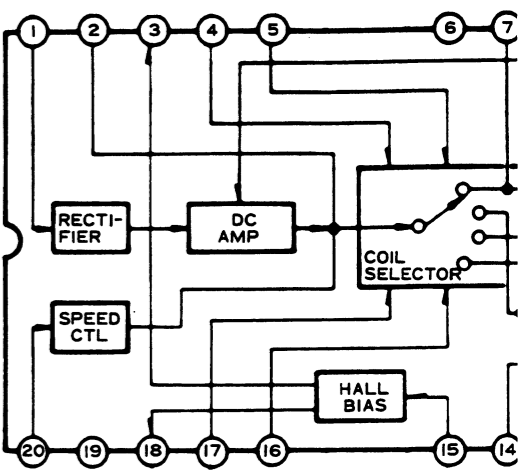 1 2 3 4 5 6 7
RECTI-
FIER
DC
AMP
COIL
SELECTOR
SPEED
CTL
HALL
BIAS
20 19 18 17 16 15 14